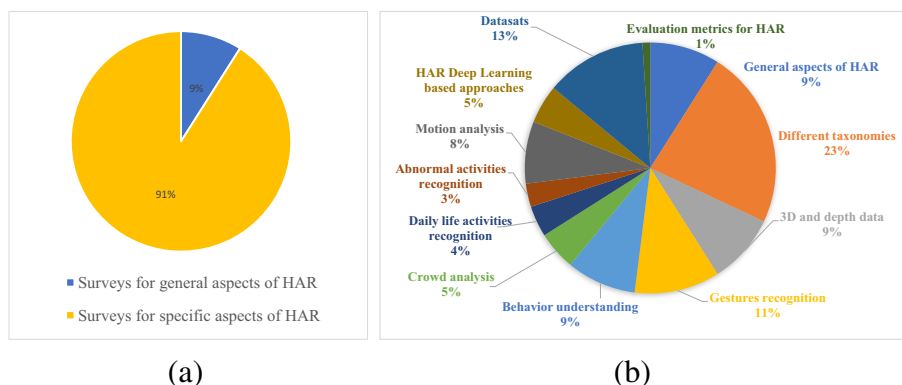 9%
91%
Surveys for general aspects of HAR
Surveys for specific aspects of HAR
(a)
Datasats
13%
Evaluation metrics for HAR
1%
General aspects of HAR
9%
HAR Deep Learning
based approaches
5%
Different taxonomies
23%
Motion analysis
8%
Abnormal activities
recognition
3%
3D and depth data
9%
Daily life activities
recognition
4%
Crowd analysis
5%
Gestures recognition
11%
Behavior understanding
9%
(b)